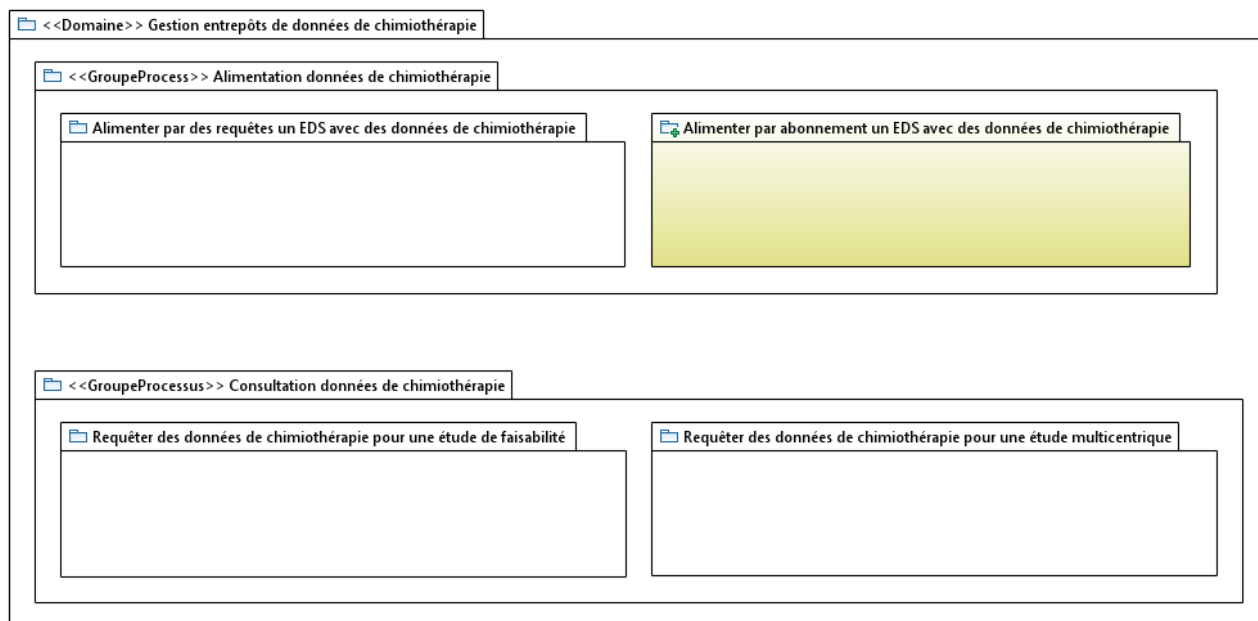 <<Domaine>> Gestion entrepôts de données de chimiothérapie
<<GroupeProcess>> Alimentation données de chimiothérapie
Alimenter par des requêtes un EDS avec des données de chimiothérapie
Alimenter par abonnement un EDS avec des données de chimiothérapie
<<GroupeProcessus>> Consultation données de chimiothérapie
Requêter des données de chimiothérapie pour une étude de faisabilité
Requêter des données de chimiothérapie pour une étude multicentrique